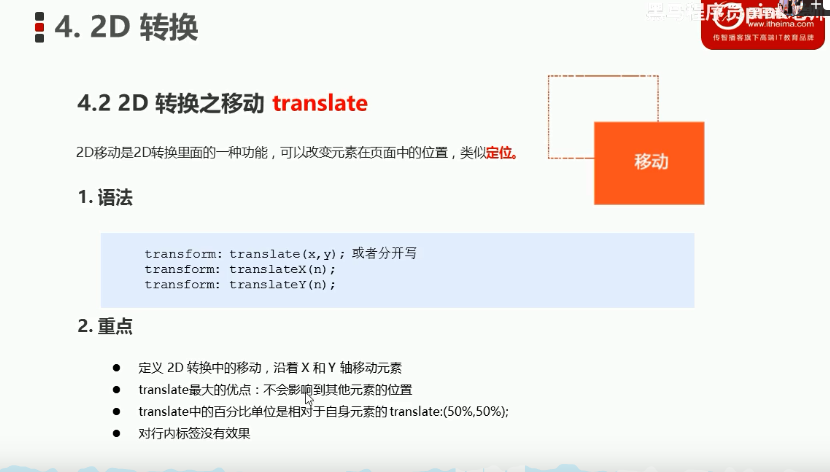 4. 2D 转换
www.itheima.com
传智播客旗下高端IT教育品牌
4.2 2D 转换之移动 translate
2D移动是2D转换里面的一种功能，可以改变元素在页面中的位置，类似定位。
移动
1. 语法
transform: translate(x,y); 或者分开写
transform: translateX(n);
transform: translateY(n);
2. 重点
● 定义 2D 转换中的移动，沿着 X 和 Y 轴移动元素
● translate最大的优点：不会影响到其他元素的位置
● translate中的百分比单位是相对于自身元素的 translate:(50%,50%);
● 对行内标签没有效果